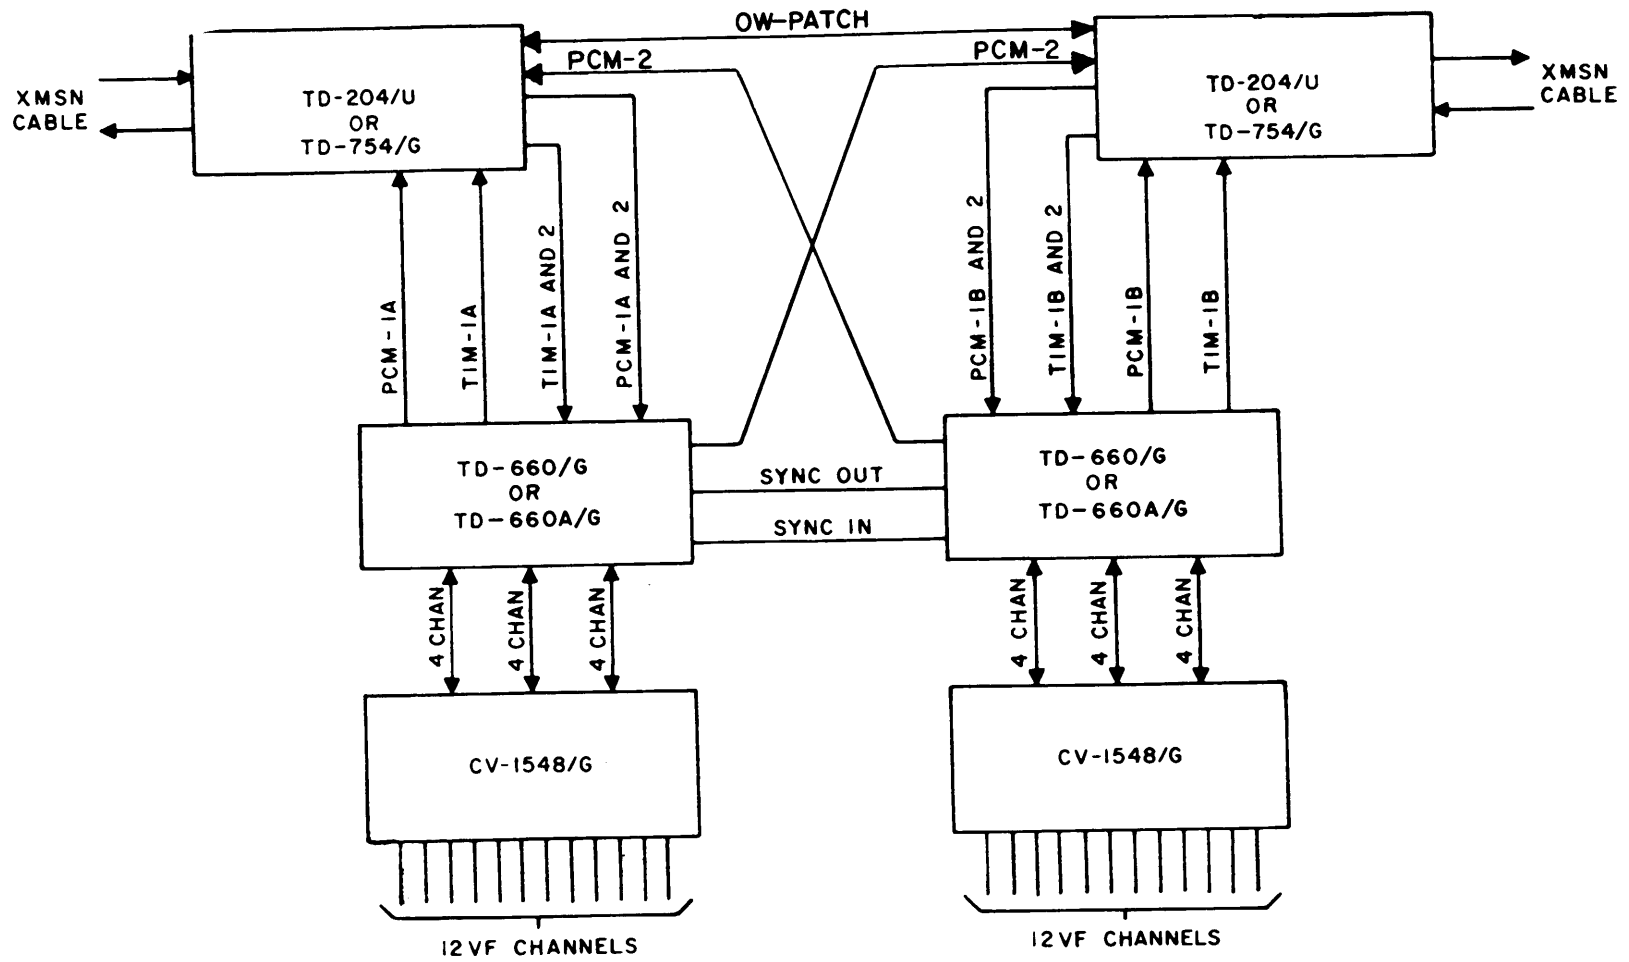 OW-PATCH
PCM-2
PCM-2
XMSN
CABLE
TD-204/U
OR
TD-754/G
TD-204/U
OR
TD-754/G
XMSN
CABLE
PCM-1A
TIM-1A
TIM-1A AND 2
PCM-1A AND 2
PCM-1B AND 2
TIM-1B AND 2
PCM-1B
TIM-1B
TD-660/G
OR
TD-660A/G
SYNC OUT
SYNC IN
TD-660/G
OR
TD-660A/G
4 CHAN
4 CHAN
4 CHAN
4 CHAN
4 CHAN
4 CHAN
CV-1548/G
CV-1548/G
12 VF CHANNELS
12 VF CHANNELS